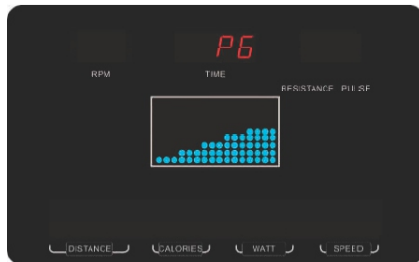 P6
RPM
TIME
RESISTANCE PULSE
DISTANCE
CALORIES
WATT
SPEED